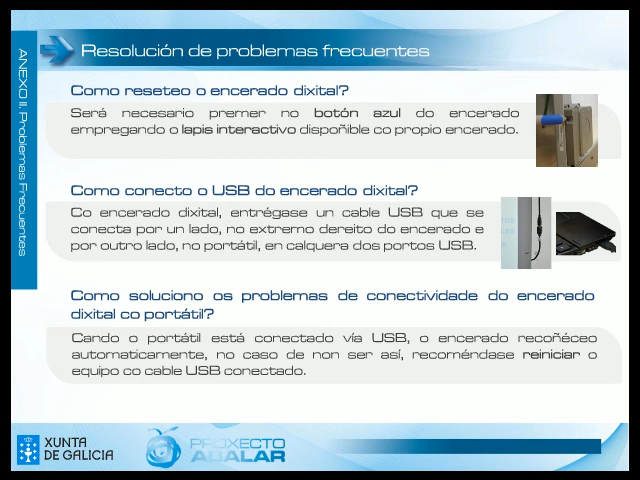 Resolución de problemas frecuentes
ANEXO II. Problemas Frecuentes
Como reseteo o encerado dixital?
Será necesario premer no botón azul do encerado
empregando o lapis interactivo dispoñible co propio encerado.
Como conecto o USB do encerado dixital?
Co encerado dixital, entrégase un cable USB que se
conecta por un lado, no extremo dereito do encerado e
por outro lado, no portátil, en calquera dos portos USB.
Como soluciono os problemas de conectividade do encerado
dixital co portátil?
Cando o portátil está conectado vía USB, o encerado recoñéceo
automaticamente, no caso de non ser así, recoméndase reiniciar o
equipo co cable USB conectado.
XUNTA
DE GALICIA
PROXECTO
ABALAR